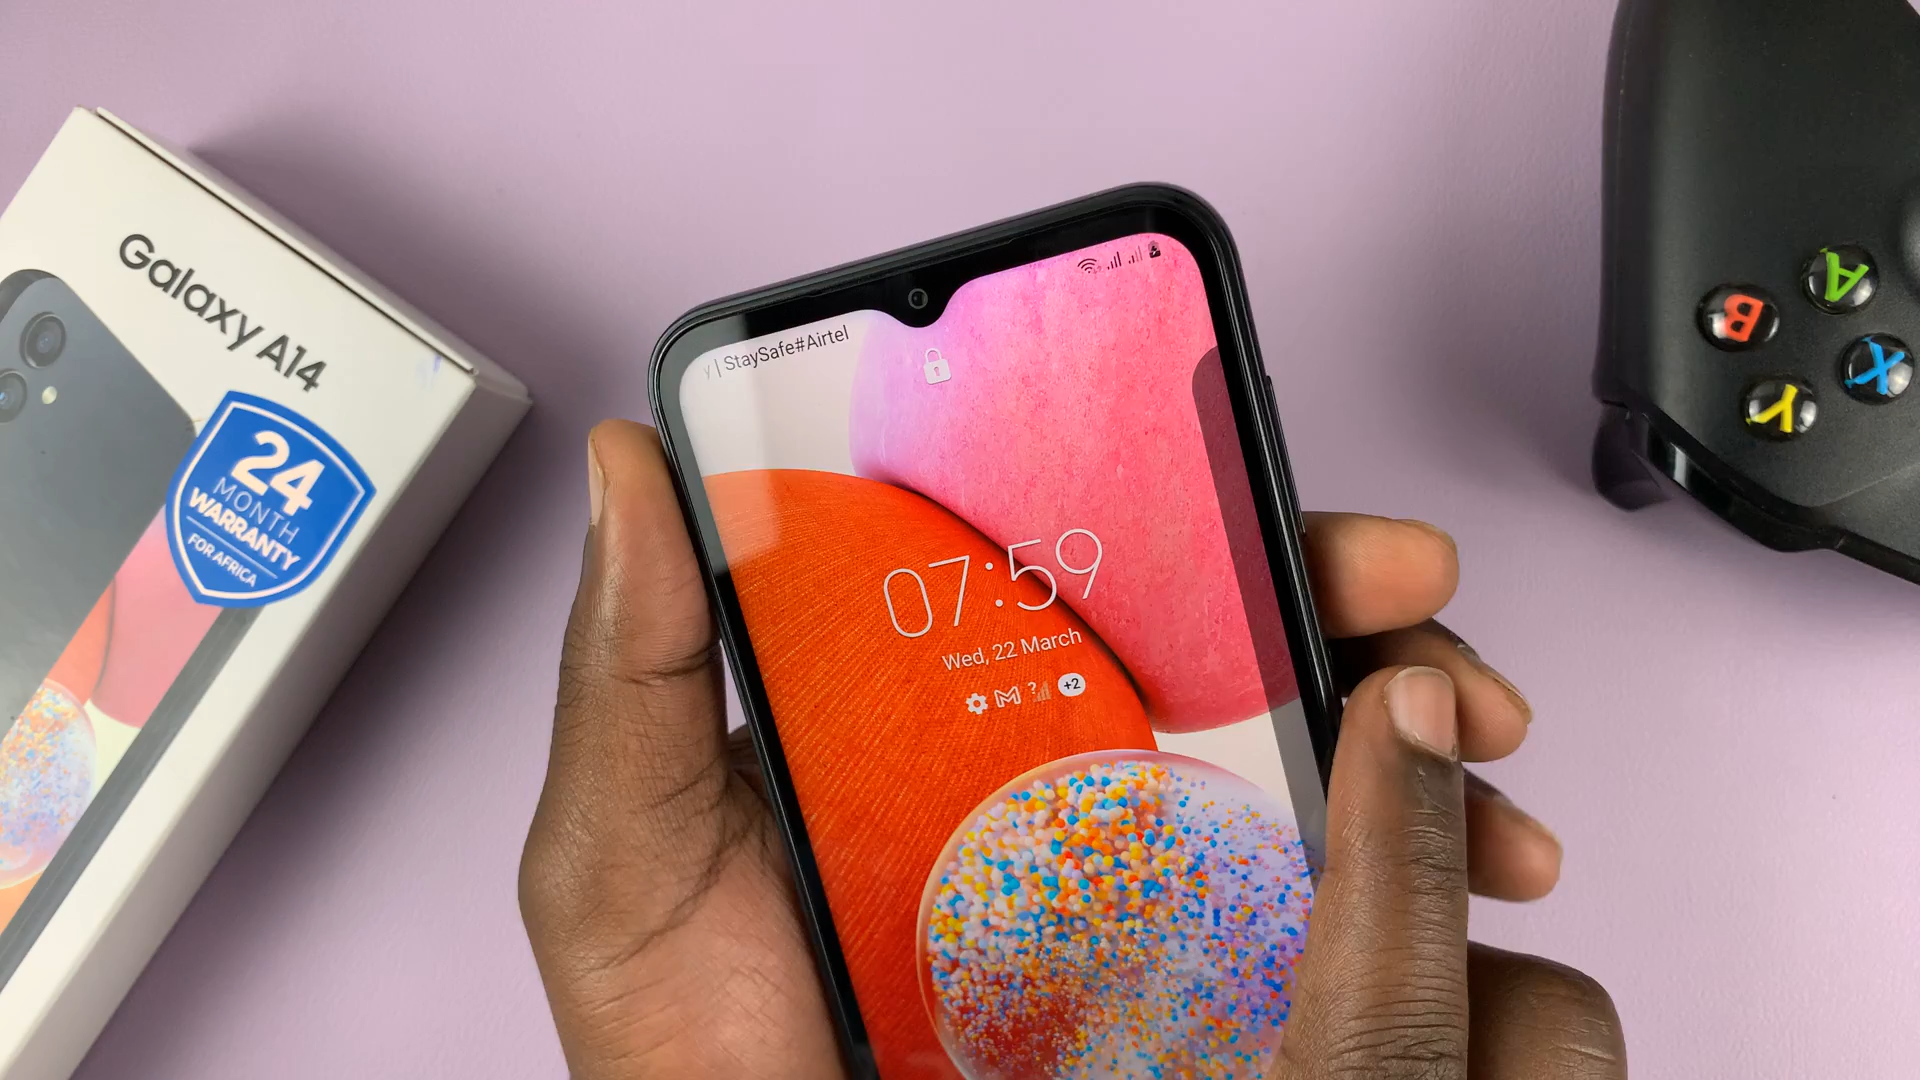 Galaxy A14
24
MONTH
WARRANTY
FOR AFRICA
y | StaySafe#Airtel
07:59
Wed, 22 March
?
+2
A
B
X
Y